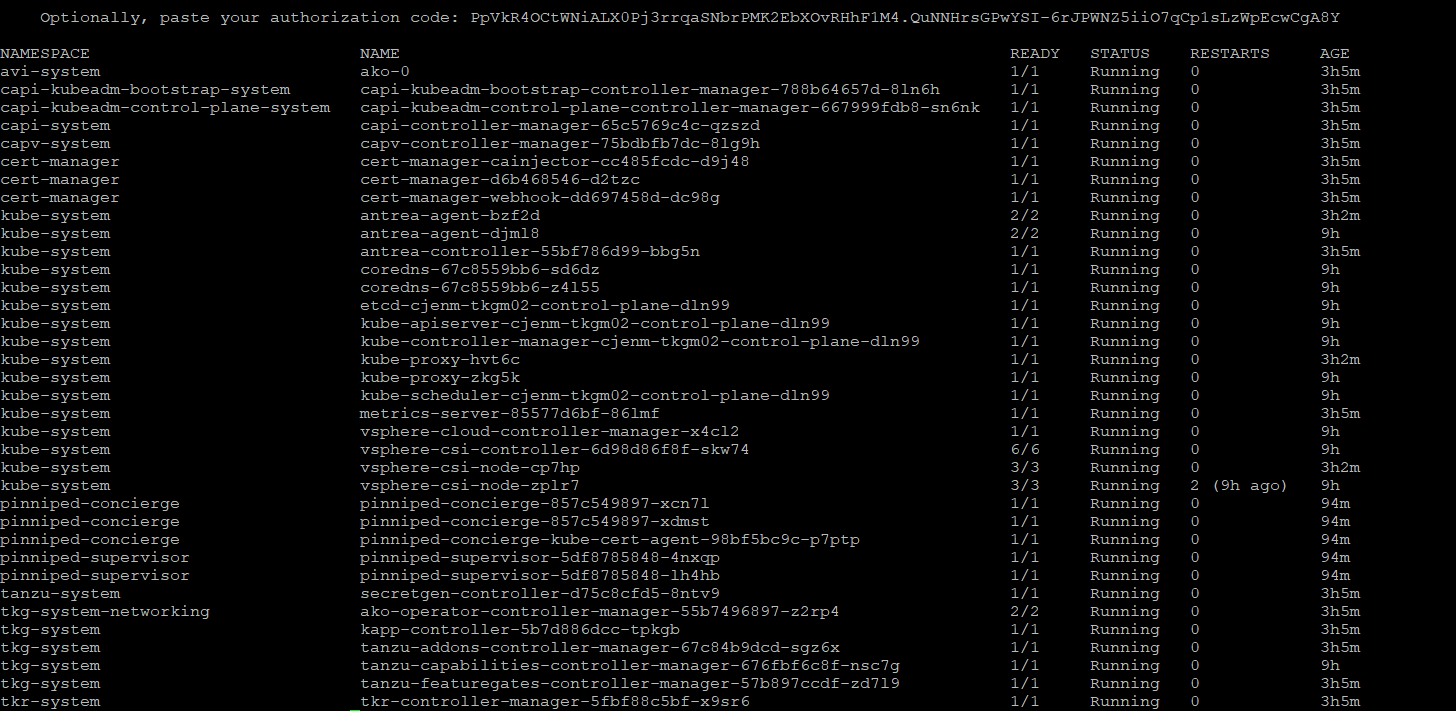 Optionally, paste your authorization code: PpVkR4OCtWNiALX0Pj3rrqaSNbrPMK2EbXOvRHhF1M4.QuNNHrsGPwYSI-6rJPWNZ5iiO7qCp1sLzWpEcwCgA8Y
NAMESPACE NAME READY STATUS RESTARTS AGE
avi-system ako-0 1/1 Running 0 3h5m
capi-kubeadm-bootstrap-system capi-kubeadm-bootstrap-controller-manager-788b64657d-8ln6h 1/1 Running 0 3h5m
capi-kubeadm-control-plane-system capi-kubeadm-control-plane-controller-manager-667999fdb8-sn6nk 1/1 Running 0 3h5m
capi-system capi-controller-manager-65c5769c4c-qzszd 1/1 Running 0 3h5m
capv-system capv-controller-manager-75bdbfb7dc-8lg9h 1/1 Running 0 3h5m
cert-manager cert-manager-cainjector-cc485fcdc-d9j48 1/1 Running 0 3h5m
cert-manager cert-manager-d6b468546-d2tzc 1/1 Running 0 3h5m
cert-manager cert-manager-webhook-dd697458d-dc98g 1/1 Running 0 3h5m
kube-system antrea-agent-bzf2d 2/2 Running 0 3h2m
kube-system antrea-agent-djml8 2/2 Running 0 9h
kube-system antrea-controller-55bf786d99-bbg5n 1/1 Running 0 3h5m
kube-system coredns-67c8559bb6-sd6dz 1/1 Running 0 9h
kube-system coredns-67c8559bb6-z4l55 1/1 Running 0 9h
kube-system etcd-cjenm-tkgm02-control-plane-dln99 1/1 Running 0 9h
kube-system kube-apiserver-cjenm-tkgm02-control-plane-dln99 1/1 Running 0 9h
kube-system kube-controller-manager-cjenm-tkgm02-control-plane-dln99 1/1 Running 0 9h
kube-system kube-proxy-hvt6c 1/1 Running 0 3h2m
kube-system kube-proxy-zkg5k 1/1 Running 0 9h
kube-system kube-scheduler-cjenm-tkgm02-control-plane-dln99 1/1 Running 0 9h
kube-system metrics-server-85577d6bf-86lmf 1/1 Running 0 3h5m
kube-system vsphere-cloud-controller-manager-x4cl2 1/1 Running 0 9h
kube-system vsphere-csi-controller-6d98d86f8f-skw74 6/6 Running 0 9h
kube-system vsphere-csi-node-cp7hp 3/3 Running 0 3h2m
kube-system vsphere-csi-node-zplr7 3/3 Running 2 (9h ago) 9h
pinniped-concierge pinniped-concierge-857c549897-xcn7l 1/1 Running 0 94m
pinniped-concierge pinniped-concierge-857c549897-xdmst 1/1 Running 0 94m
pinniped-concierge pinniped-concierge-kube-cert-agent-98bf5bc9c-p7ptp 1/1 Running 0 94m
pinniped-supervisor pinniped-supervisor-5df8785848-4nxqp 1/1 Running 0 94m
pinniped-supervisor pinniped-supervisor-5df8785848-lh4hb 1/1 Running 0 94m
tanzu-system secretgen-controller-d75c8cfd5-8ntv9 1/1 Running 0 3h5m
tkg-system-networking ako-operator-controller-manager-55b7496897-z2rp4 2/2 Running 0 3h5m
tkg-system kapp-controller-5b7d886dcc-tpkgb 1/1 Running 0 3h5m
tkg-system tanzu-addons-controller-manager-67c84b9dcd-sgz6x 1/1 Running 0 3h5m
tkg-system tanzu-capabilities-controller-manager-676fbf6c8f-nsc7g 1/1 Running 0 9h
tkg-system tanzu-featuregates-controller-manager-57b897ccdf-zd7l9 1/1 Running 0 3h5m
tkr-system tkr-controller-manager-5fbf88c5bf-x9sr6 1/1 Running 0 3h5m